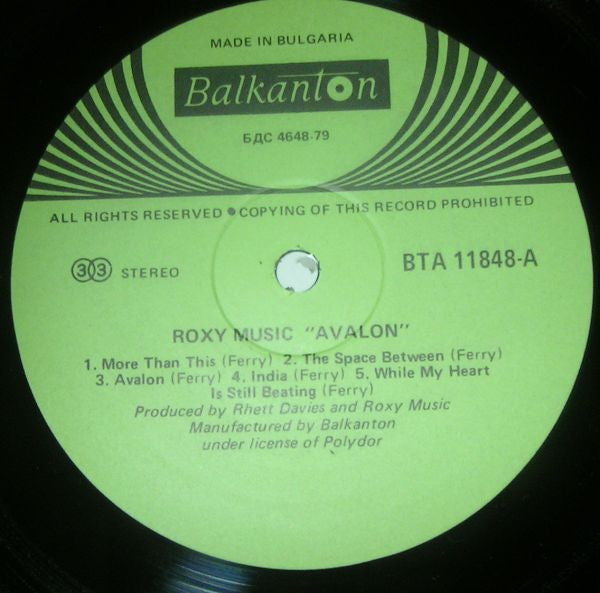 MADE IN BULGARIA
Balkanton
БДС 4648-79
ALL RIGHTS RESERVED ● COPYING OF THIS RECORD PROHIBITED
33 STEREO
BTA 11848-A
ROXY MUSIC "AVALON"
1. More Than This (Ferry) 2. The Space Between (Ferry)
3. Avalon (Ferry) 4. India (Ferry) 5. While My Heart
Is Still Beating (Ferry)
Produced by Rhett Davies and Roxy Music
Manufactured by Balkanton
under license of Polydor